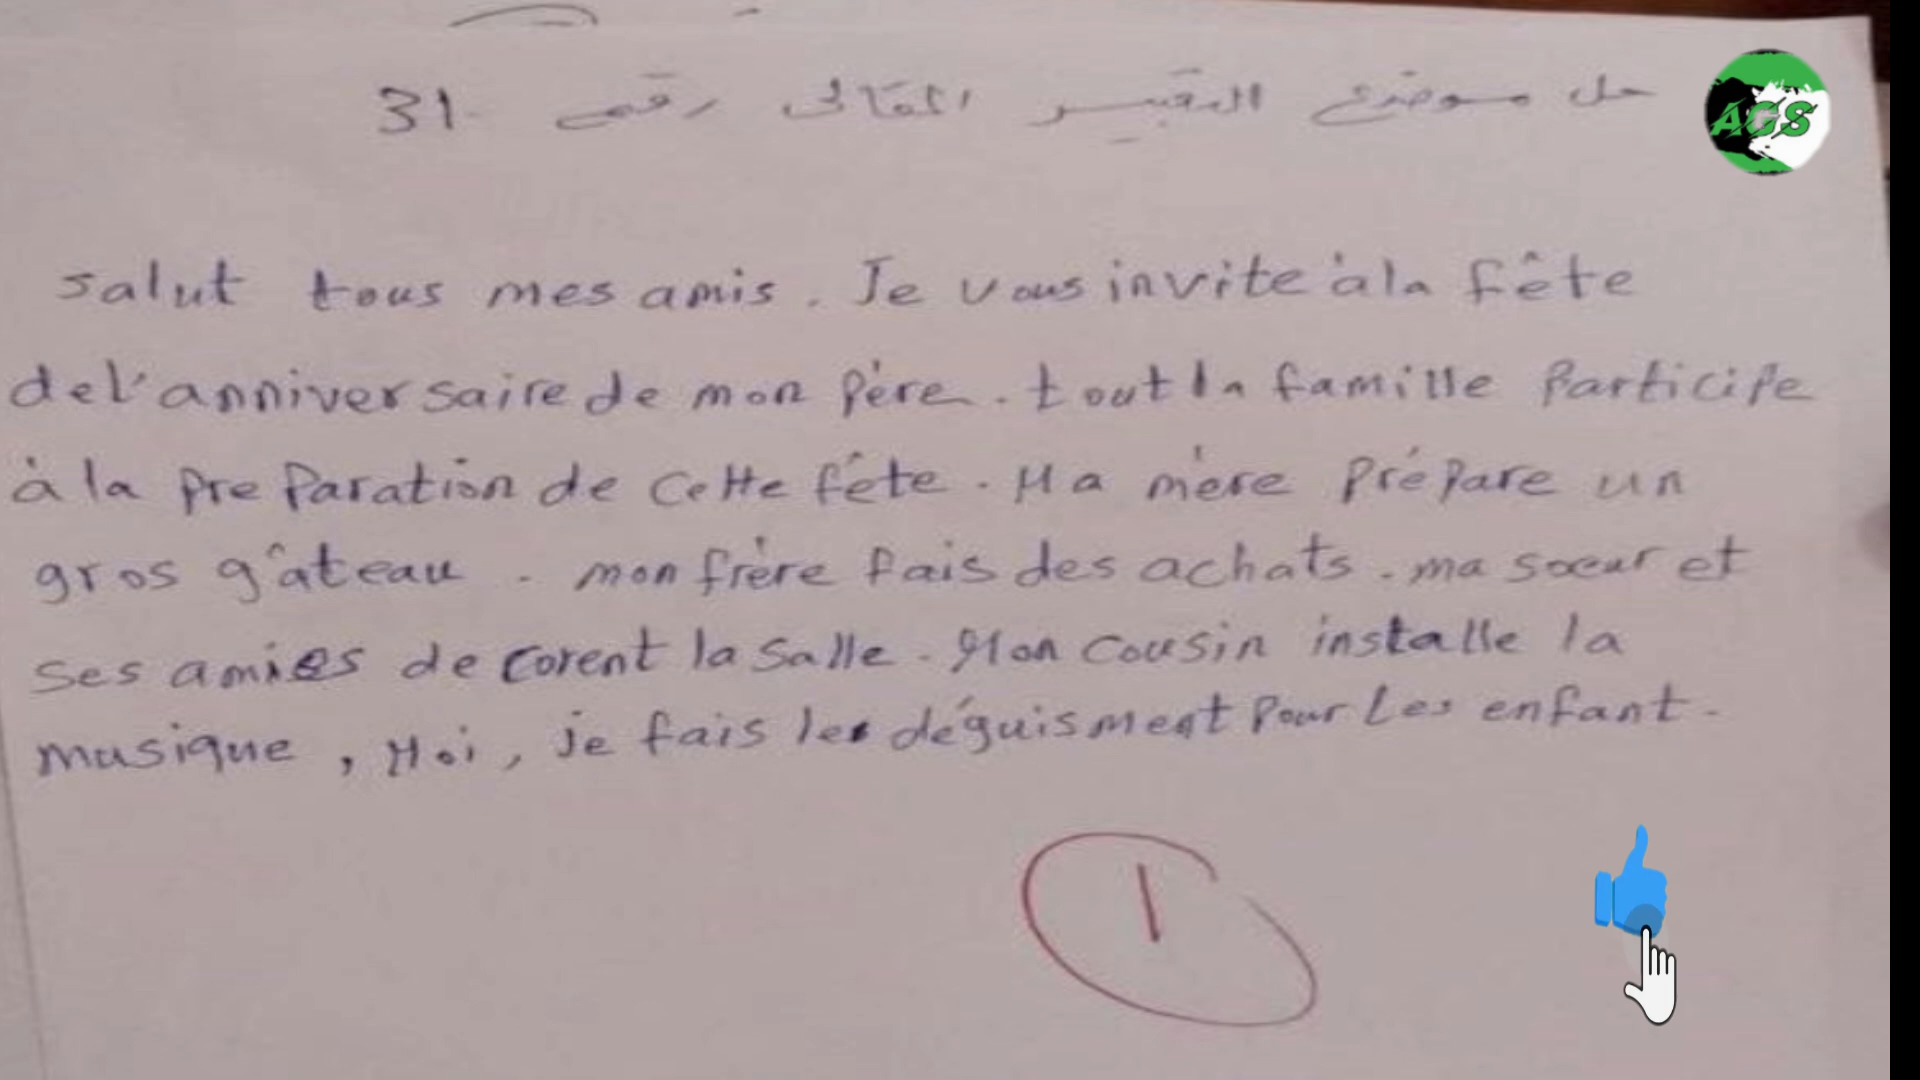 حل موضوع التعبير المقالى رقم 31
AGS
salut tous mes amis. Je vous invite à la fête
de l'anniversaire de mon père. tout la famille participe
à la preparation de cette fête. Ma mère prépare un
gros gâteau. mon frère fais des achats. ma soeur et
ses amies decorent la salle. Mon cousin installe la
musique, Moi, je fais les déguisment pour les enfant.
1